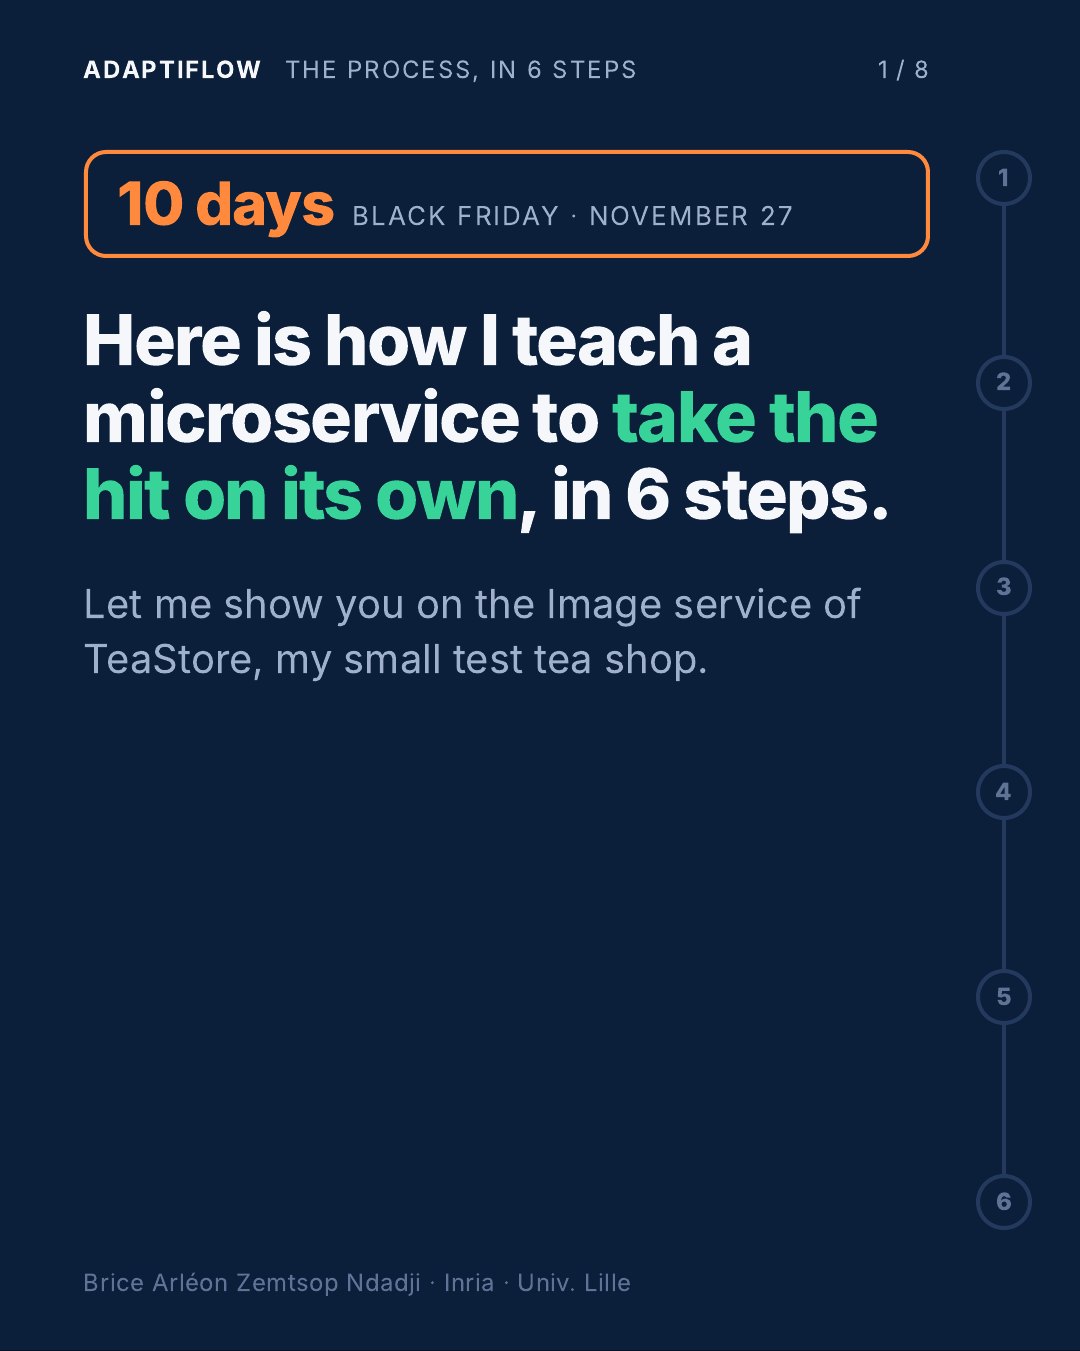 ADAPTIFLOW THE PROCESS, IN 6 STEPS 1 / 8
10 days BLACK FRIDAY · NOVEMBER 27
Here is how I teach a
microservice to take the
hit on its own, in 6 steps.
Let me show you on the Image service of
TeaStore, my small test tea shop.
1
2
3
4
5
6
Brice Arléon Zemtsop Ndadji · Inria · Univ. Lille